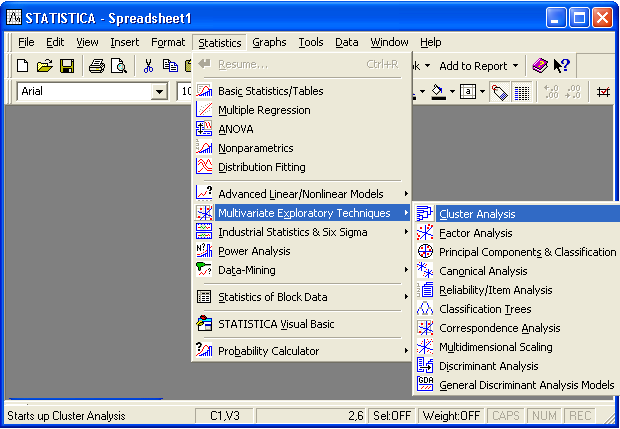 STATISTICA - Spreadsheet1
File Edit View Insert Format Statistics Graphs Tools Data Window Help
Resume... Ctrl+R
Add to Report
Arial
Basic Statistics/Tables
Multiple Regression
ANOVA
Nonparametrics
Distribution Fitting
Advanced Linear/Nonlinear Models
Multivariate Exploratory Techniques
Cluster Analysis
Industrial Statistics & Six Sigma
Factor Analysis
Power Analysis
Principal Components & Classification
Data-Mining
Canonical Analysis
Statistics of Block Data
Reliability/Item Analysis
Classification Trees
STATISTICA Visual Basic
Correspondence Analysis
Probability Calculator
Multidimensional Scaling
Discriminant Analysis
GDA General Discriminant Analysis Models
Starts up Cluster Analysis C1,V3 2,6 Sel:OFF Weight:OFF CAPS NUM REC